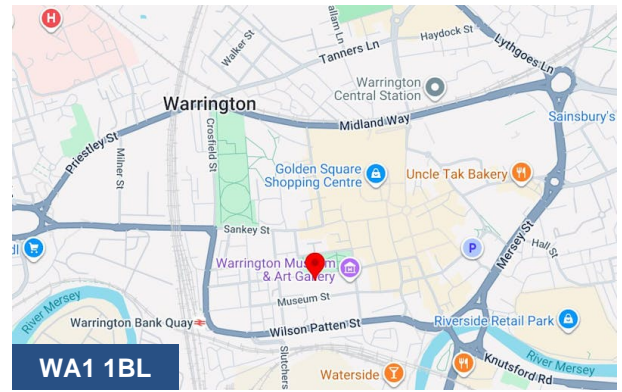 H
Walker St
allam Ln
Tanners Ln
Haydock St
Lythgoes Ln
Warrington
Central Station
Warrington
Midland Way
Sainsbury's
Priestley St
Milner St
Crosfield St
Golden Square
Shopping Centre
Uncle Tak Bakery
Sankey St
Mersey St
Hall St
dl
P
Warrington Museum
& Art Gallery
Museum St
River Mersey
Warrington Bank Quay
Wilson Patten St
Riverside Retail Park
River Mersey
Slutchers
Waterside
Knutsford Rd
WA1 1BL